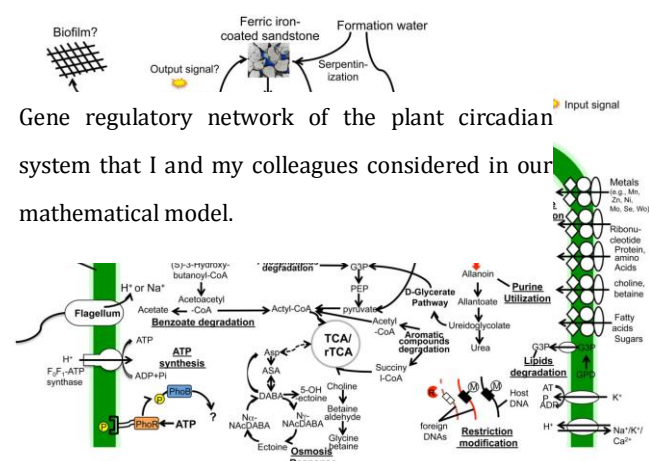 Ferric iron-
coated sandstone
Formation water
Biofilm?
Output signal?
Serpentin-
ization
Input signal
Gene regulatory network of the plant circadian
system that I and my colleagues considered in our
mathematical model.
Metals
(e.g., Mn,
Zn, Ni,
Mo, Se, Wo)
Ribonu-
cleotide
Protein,
amino
Acids
choline,
betaine
Fatty
acids
Sugars
(S)-3-Hydroxy-
butanoyl-CoA
degradation
G3P
PEP
pyruvate
D-Glycerate
Pathway
Allanoin
Allantoate
Ureidoglycolate
Urea
Purine
Utilization
H⁺ or Na⁺
Flagellum
Acetate
Acetoacetyl
-CoA
Benzoate degradation
Actyl-CoA
Acetyl
-CoA
Aromatic
compounds
degradation
TCA/
rTCA
Succiny
l-CoA
G3P
G3P
Lipids
degradation
GPD
H⁺
F₀F₁-ATP
synthase
ATP
synthesis
ATP
ADP+Pi
Asp
ASA
DABA
5-OH
-ectoine
Nα-
NAcDABA
Nγ-
NAcDABA
Ectoine
Osmosis
Choline
Betaine
aldehyde
Glycine
betaine
P
PhoB
?
P
PhoR
ATP
R
M
M
Host
DNA
foreign
DNAs
Restriction
modification
AT
P
ADP
K⁺
H⁺
Na⁺/K⁺/
Ca²⁺